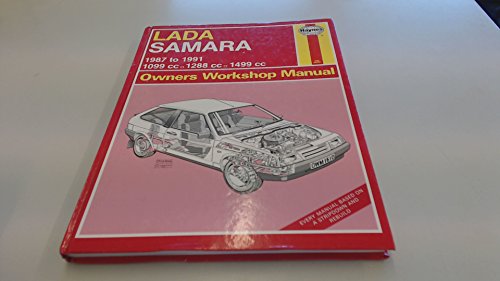 LADA
SAMARA
Haynes
1987 to 1991
1099 cc .. 1288 cc .. 1499 cc
Owners Workshop Manual
EVERY MANUAL BASED ON
A STRIPDOWN AND
REBUILD